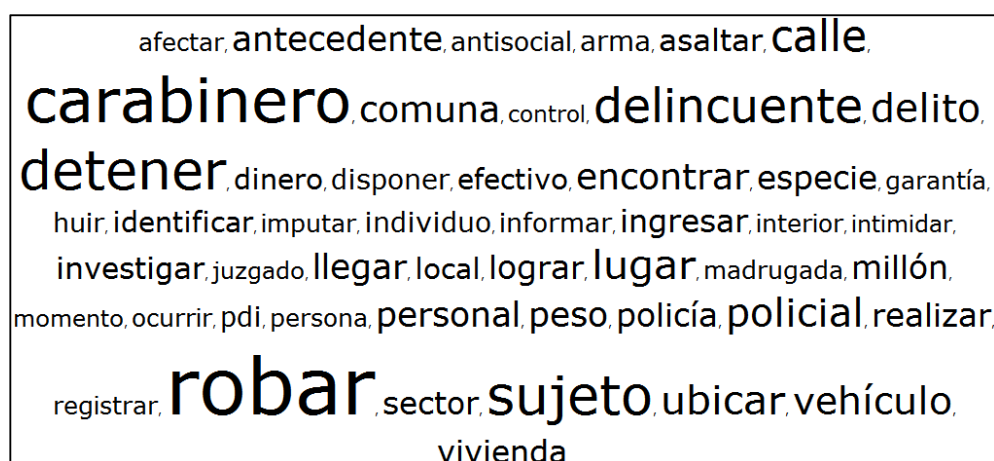 afectar, antecedente, antisocial, arma, asaltar, calle,
carabinero, comuna, control, delincuente, delito,
detener, dinero, disponer, efectivo, encontrar, especie, garantía,
huir, identificar, imputar, individuo, informar, ingresar, interior, intimidar,
investigar, juzgado, llegar, local, lograr, lugar, madrugada, millón,
momento, ocurrir, pdi, persona, personal, peso, policía, policial, realizar,
registrar, robar, sector, sujeto, ubicar, vehículo,
vivienda